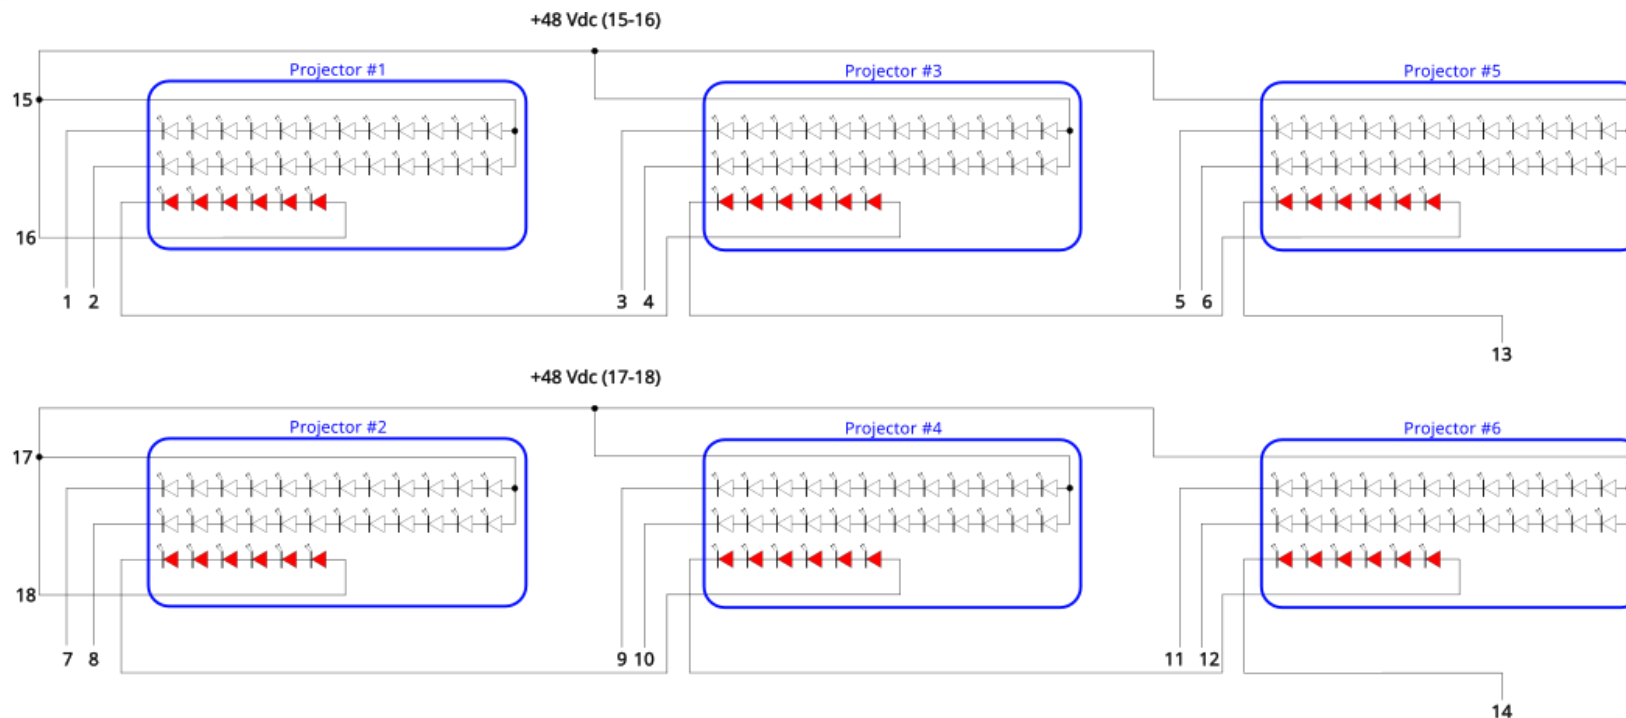 +48 Vdc (15-16)
Projector #1
Projector #3
Projector #5
15
16
1 2
3 4
5 6
13
+48 Vdc (17-18)
Projector #2
Projector #4
Projector #6
17
18
7 8
9 10
11 12
14